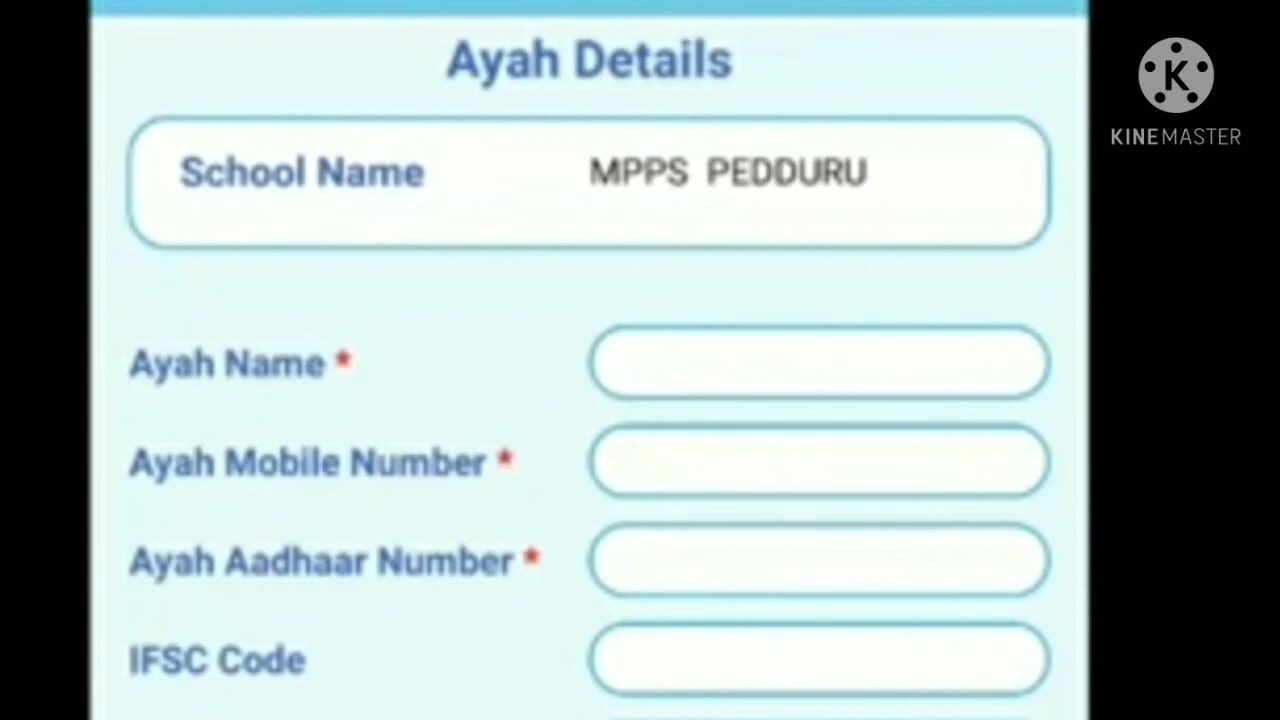 Ayah Details
School Name MPPS PEDDURU
Ayah Name *
Ayah Mobile Number *
Ayah Aadhaar Number *
IFSC Code
K
KINEMASTER